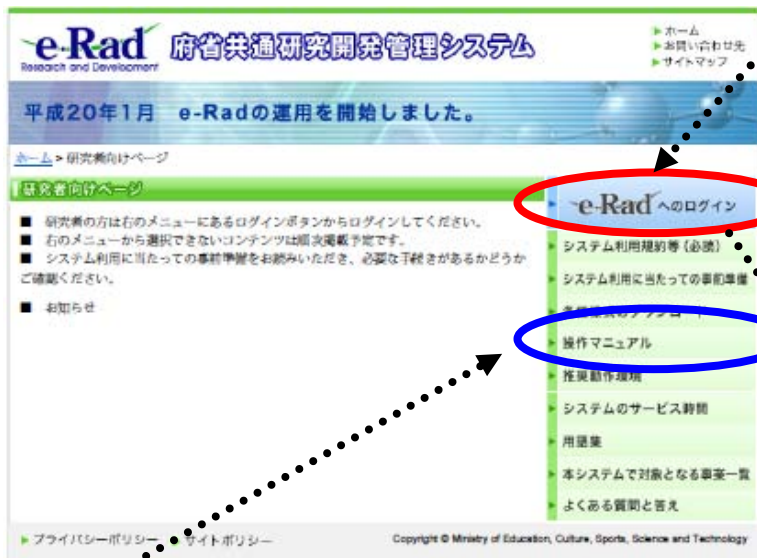 e-Rad 府省共通研究開発管理システム
Research and Development
ホーム
お問い合わせ先
サイトマップ
平成20年1月 e-Radの運用を開始しました。
ホーム > 研究者向けページ
研究者向けページ
■ 研究者の方は右のメニューにあるログインボタンからログインしてください。
■ 右のメニューから選択できないコンテンツは順次掲載予定です。
■ システム利用に当たっての事前準備をお読みいただき、必要な手続きがあるかどうか
ご確認ください。
■ お知らせ
e-Rad へのログイン
システム利用規約等(必読)
システム利用に当たっての事前準備
操作マニュアル
推奨動作環境
システムのサービス時間
用語集
本システムで対象となる事業一覧
よくある質問と答え
プライバシーポリシー サイトポリシー
Copyright © Ministry of Education, Culture, Sports, Science and Technology